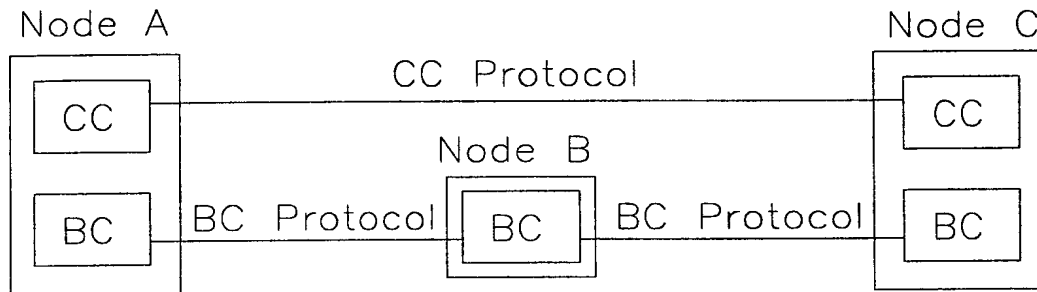 Node A
Node C
CC Protocol
CC
CC
Node B
BC
BC Protocol
BC
BC Protocol
BC